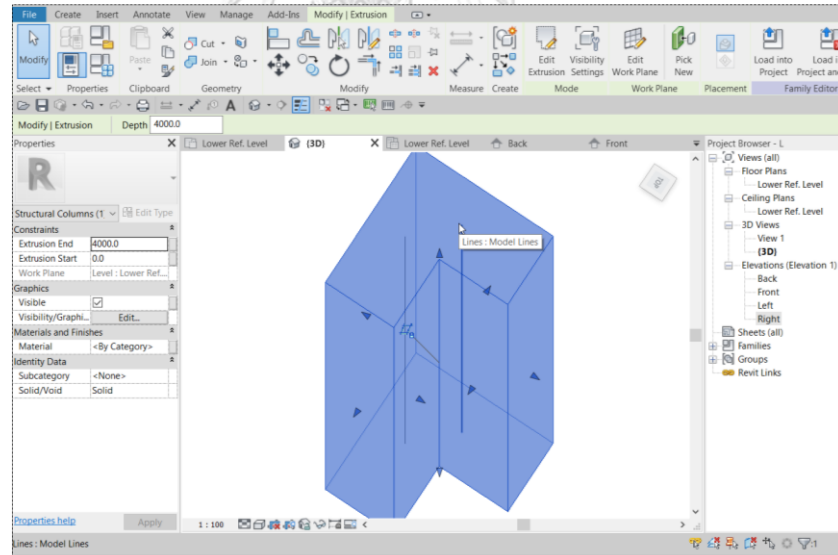 File Create Insert Annotate View Manage Add-Ins Modify | Extrusion
Modify Paste Cut Join Edit Extrusion Visibility Settings Edit Work Plane Pick New Load into Project Load i
Project an
Select Properties Clipboard Geometry Modify Measure Create Mode Work Plane Placement Family Editor
Modify | Extrusion Depth 4000.0
Properties Lower Ref. Level (3D) Lower Ref. Level Back Front Project Browser - L
R
Structural Columns (1 Edit Type
Constraints
Extrusion End 4000.0
Extrusion Start 0.0
Work Plane Level : Lower Ref....
Graphics
Visible
Visibility/Graphi... Edit...
Materials and Finishes
Material <By Category>
Identity Data
Subcategory <None>
Solid/Void Solid
Lines : Model Lines
Views (all)
Floor Plans
Lower Ref. Level
Ceiling Plans
Lower Ref. Level
3D Views
View 1
(3D)
Elevations (Elevation 1)
Back
Front
Left
Right
Sheets (all)
Families
Groups
Revit Links
Properties help Apply 1 : 100
Lines : Model Lines :1